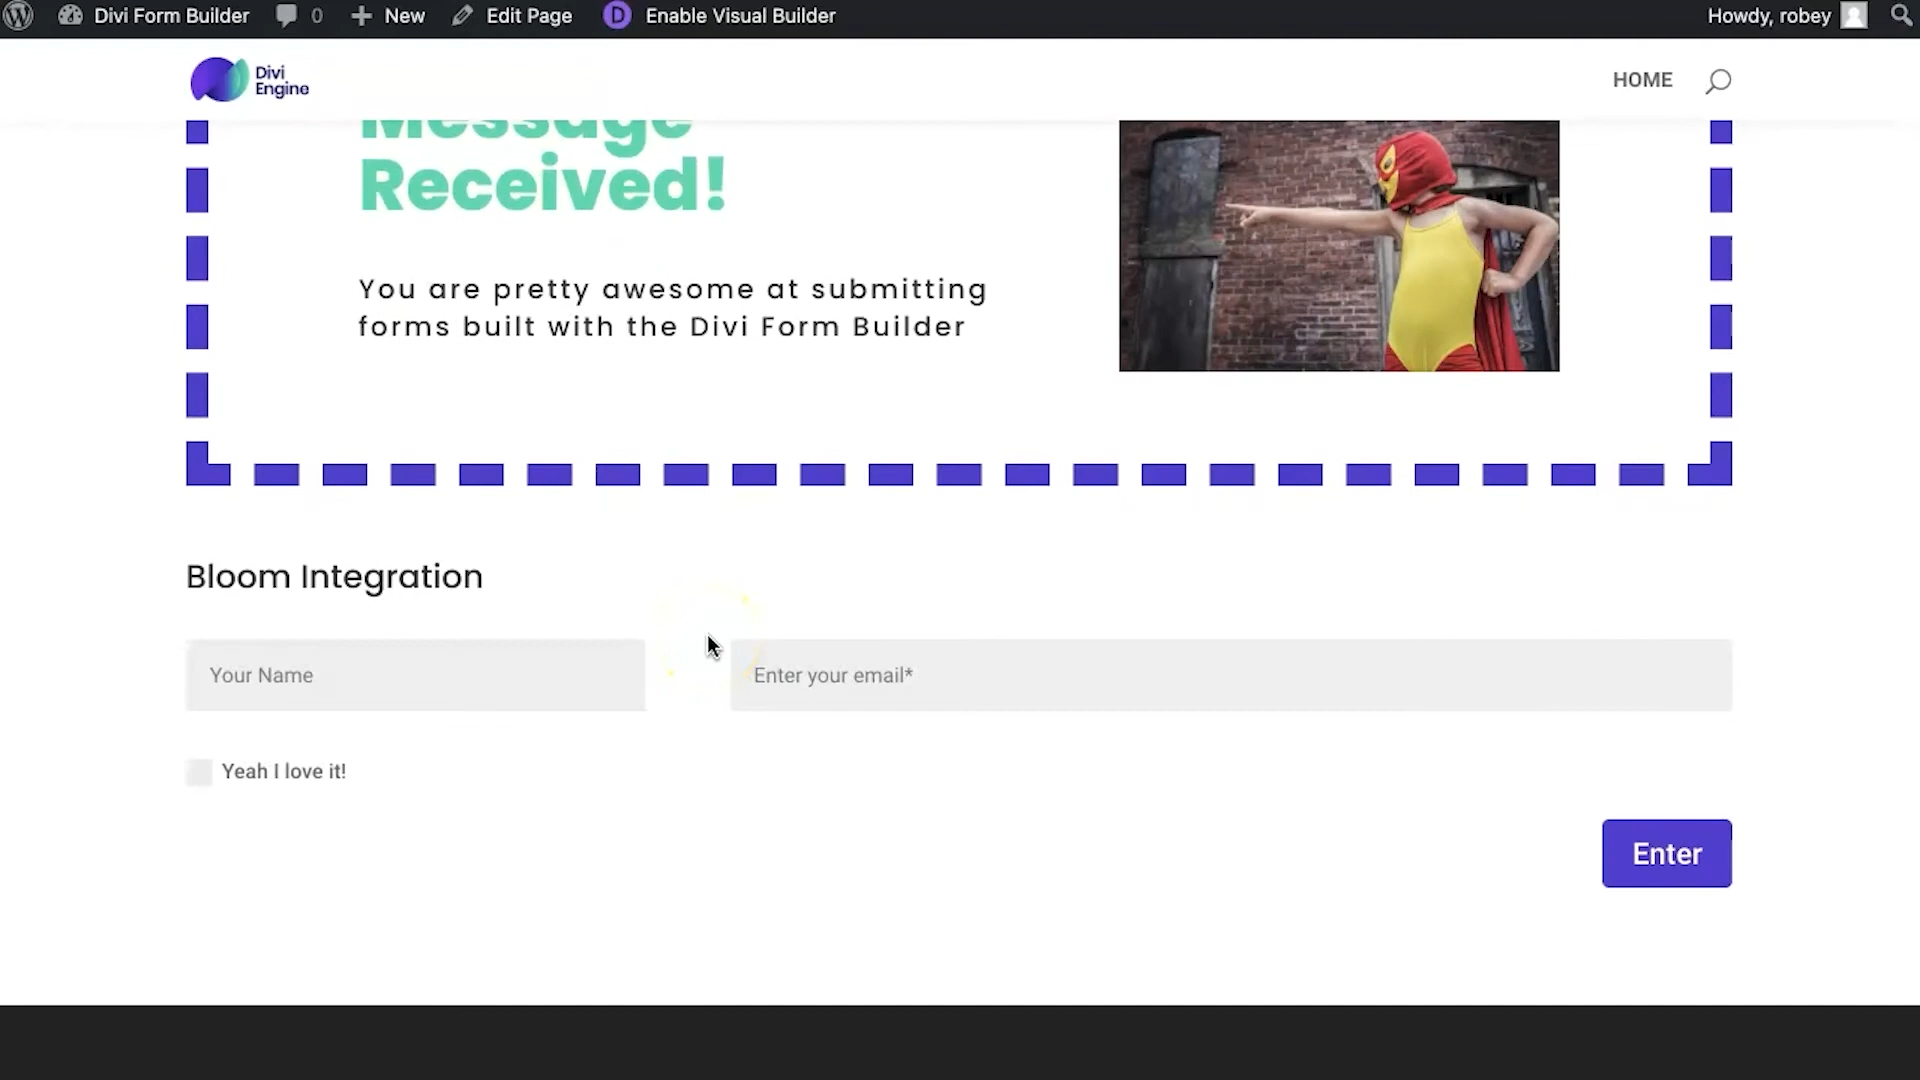 Divi Form Builder 0 New Edit Page D Enable Visual Builder Howdy, robey
Divi
Engine
HOME
Message
Received!
You are pretty awesome at submitting
forms built with the Divi Form Builder
Bloom Integration
Your Name
Enter your email*
Yeah I love it!
Enter